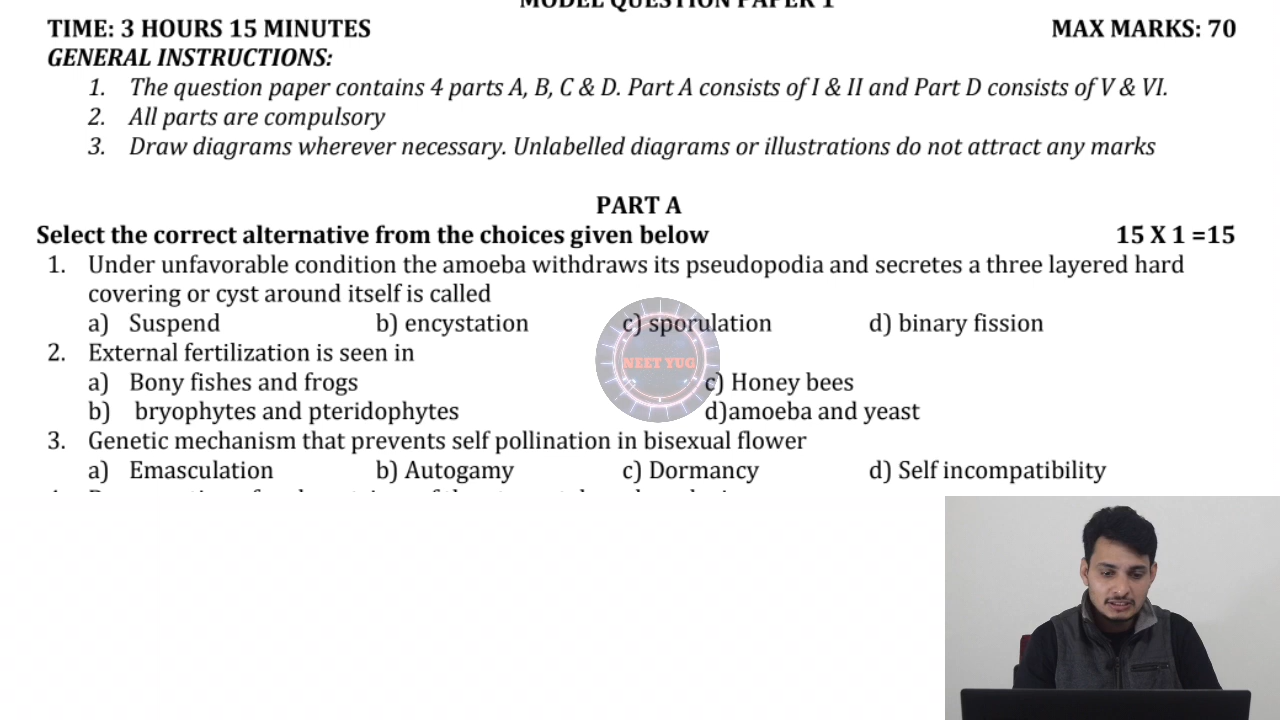 MODEL QUESTION PAPER 1
TIME: 3 HOURS 15 MINUTES MAX MARKS: 70
GENERAL INSTRUCTIONS:
1. The question paper contains 4 parts A, B, C & D. Part A consists of I & II and Part D consists of V & VI.
2. All parts are compulsory
3. Draw diagrams wherever necessary. Unlabelled diagrams or illustrations do not attract any marks
PART A
Select the correct alternative from the choices given below 15 X 1 =15
1. Under unfavorable condition the amoeba withdraws its pseudopodia and secretes a three layered hard
covering or cyst around itself is called
a) Suspend b) encystation c) sporulation d) binary fission
2. External fertilization is seen in
NEET YUG
a) Bony fishes and frogs c) Honey bees
b) bryophytes and pteridophytes d)amoeba and yeast
3. Genetic mechanism that prevents self pollination in bisexual flower
a) Emasculation b) Autogamy c) Dormancy d) Self incompatibility